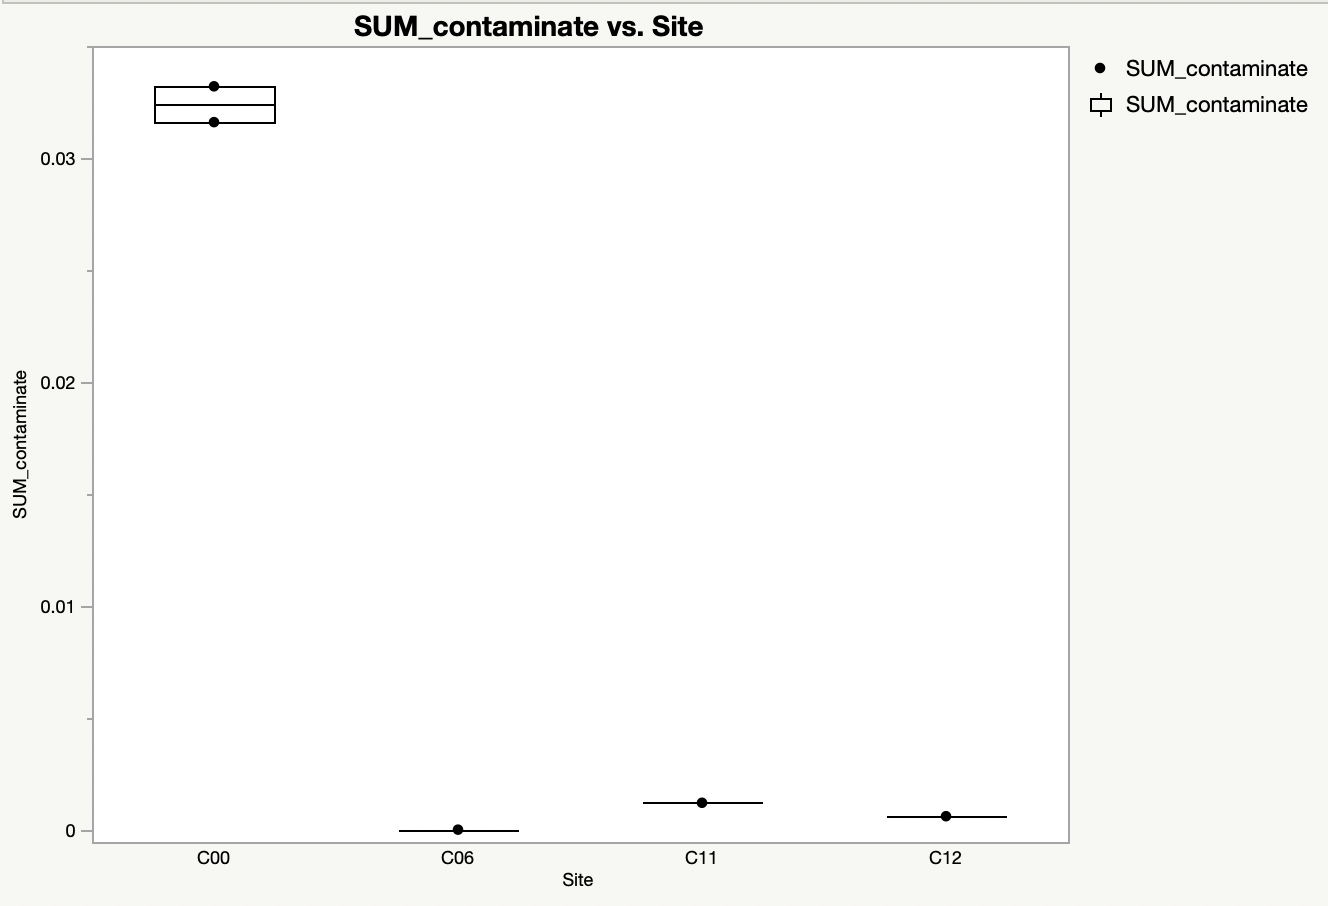 SUM_contaminate vs. Site
SUM_contaminate
SUM_contaminate
SUM_contaminate
0.03
0.02
0.01
0
C00
C06
C11
C12
Site